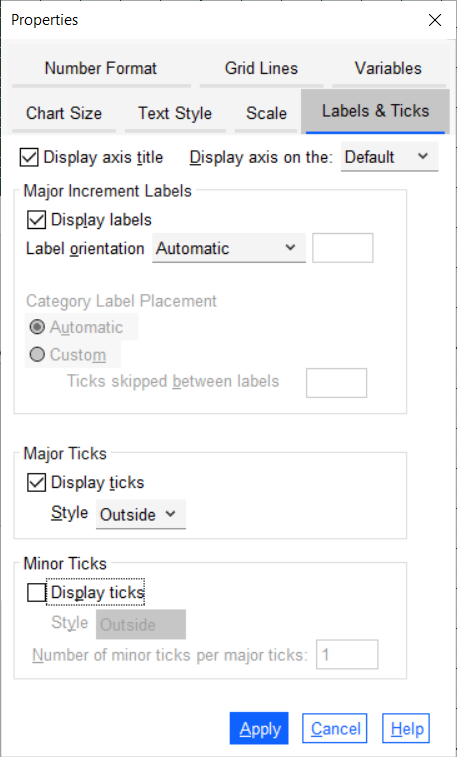 Properties
Number Format Grid Lines Variables
Chart Size Text Style Scale Labels & Ticks
Display axis title Display axis on the: Default
Major Increment Labels
Display labels
Label orientation Automatic
Category Label Placement
Automatic
Custom
Ticks skipped between labels
Major Ticks
Display ticks
Style Outside
Minor Ticks
Display ticks
Style Outside
Number of minor ticks per major ticks: 1
Apply Cancel Help